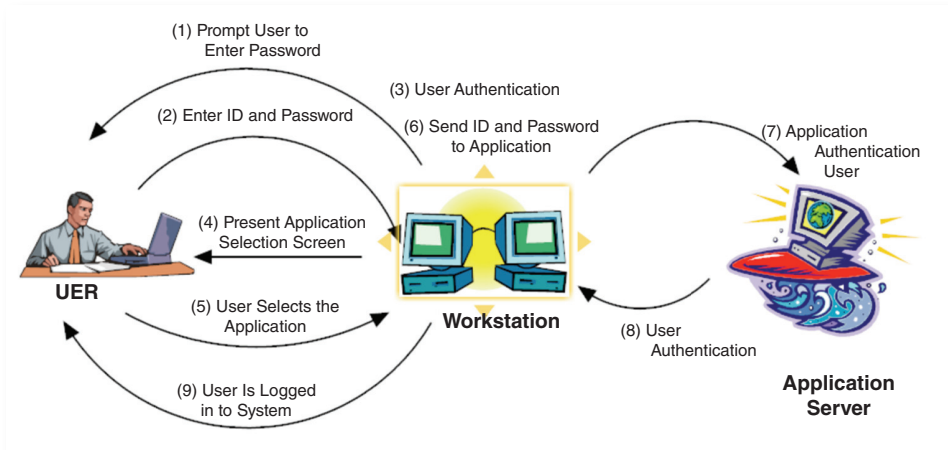 (1) Prompt User to
Enter Password
(2) Enter ID and Password
(3) User Authentication
(6) Send ID and Password
to Application
(7) Application
Authentication
User
(4) Present Application
Selection Screen
UER
(5) User Selects the
Application
Workstation
(8) User
Authentication
(9) User Is Logged
in to System
Application
Server